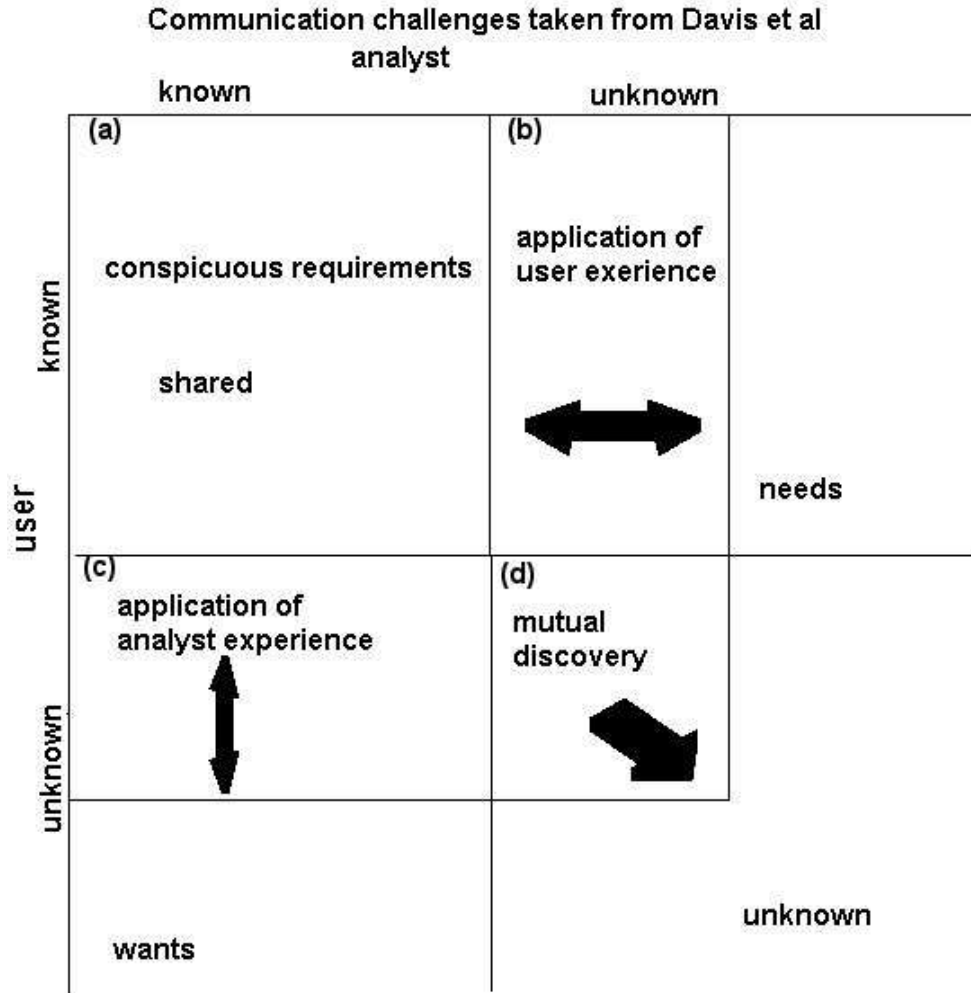 Communication challenges taken from Davis et al
analyst
known
unknown
(a)
(b)
application of
user exerience
conspicuous requirements
known
shared
needs
user
(c)
(d)
application of
analyst experience
mutual
discovery
unknown
unknown
wants